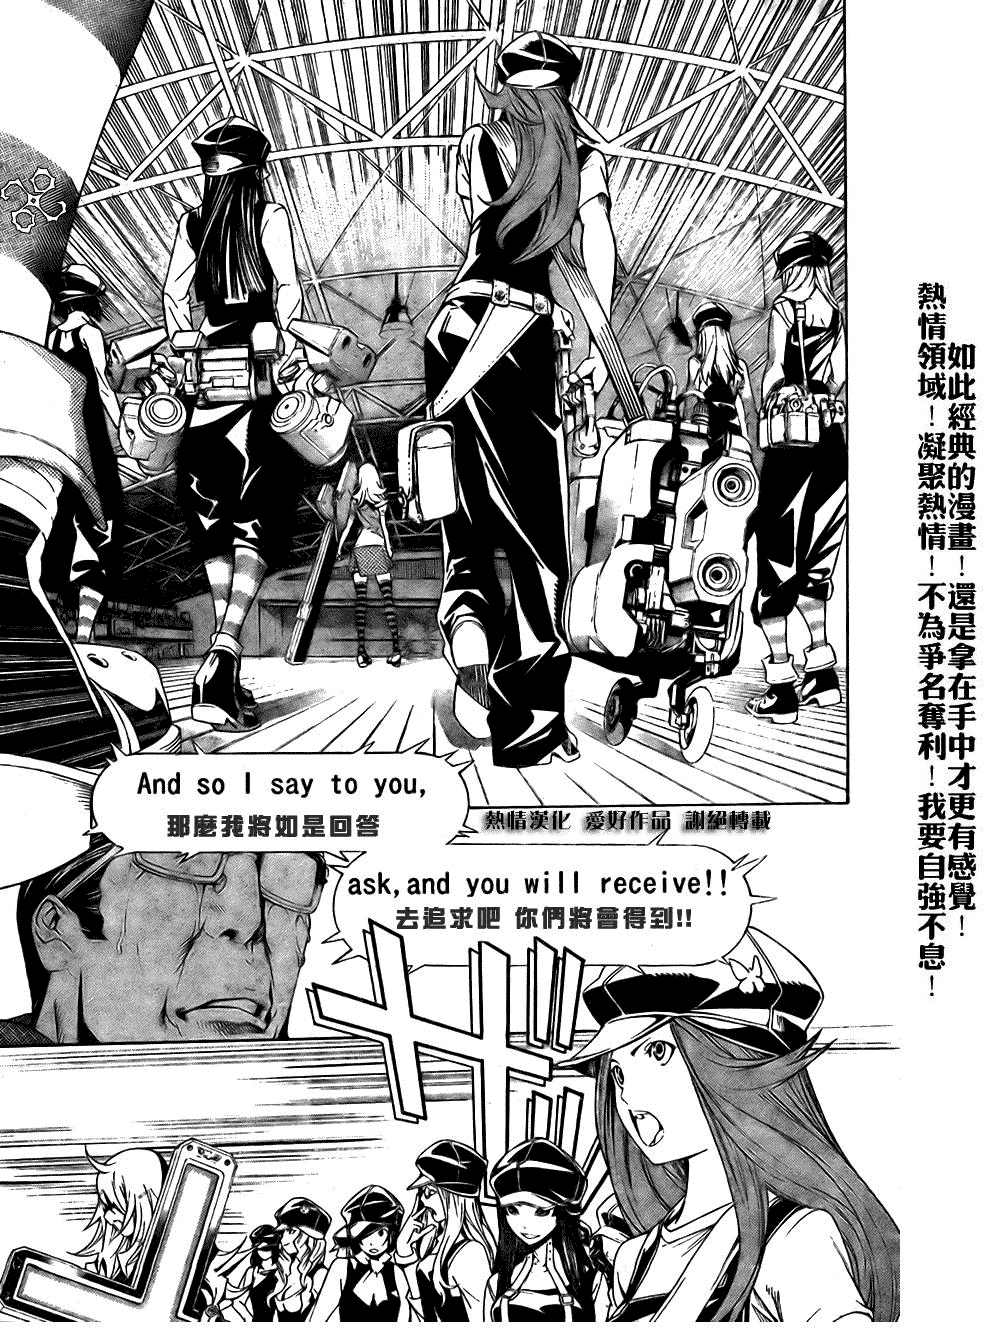 如此經典的漫畫！還是拿在手中才更有感覺！
熱情領域！凝聚熱情！不為爭名奪利！我要自強不息！
And so I say to you,
那麼我將如是回答
熱情漢化 愛好作品 謝絕轉載
ask,and you will receive!!
去追求吧 你們將會得到!!